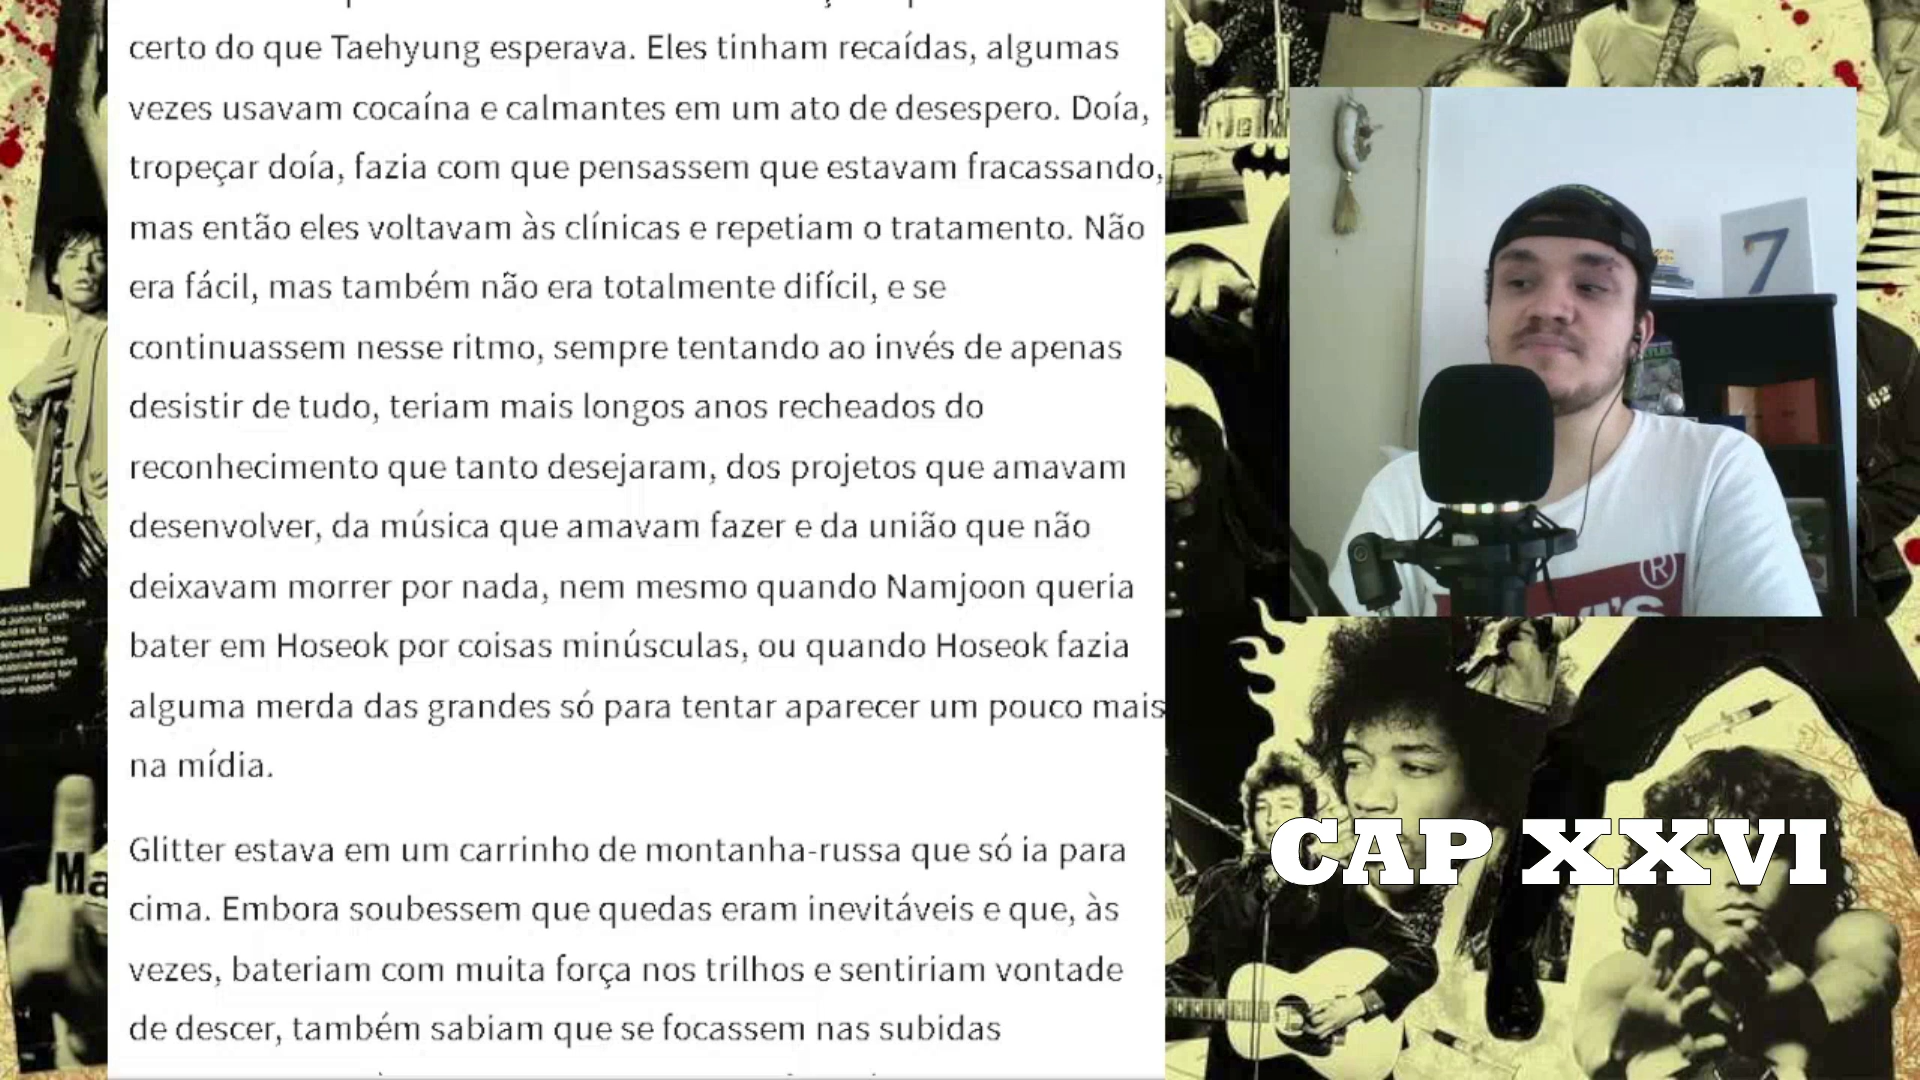 certo do que Taehyung esperava. Eles tinham recaídas, algumas
vezes usavam cocaína e calmantes em um ato de desespero. Doía,
tropeçar doía, fazia com que pensassem que estavam fracassando,
mas então eles voltavam às clínicas e repetiam o tratamento. Não
era fácil, mas também não era totalmente difícil, e se
continuassem nesse ritmo, sempre tentando ao invés de apenas
desistir de tudo, teriam mais longos anos recheados do
reconhecimento que tanto desejaram, dos projetos que amavam
desenvolver, da música que amavam fazer e da união que não
deixavam morrer por nada, nem mesmo quando Namjoon queria
bater em Hoseok por coisas minúsculas, ou quando Hoseok fazia
alguma merda das grandes só para tentar aparecer um pouco mais
na mídia.
Glitter estava em um carrinho de montanha-russa que só ia para
cima. Embora soubessem que quedas eram inevitáveis e que, às
vezes, bateriam com muita força nos trilhos e sentiriam vontade
de descer, também sabiam que se focassem nas subidas
7
®
CAP XXVI
Ma